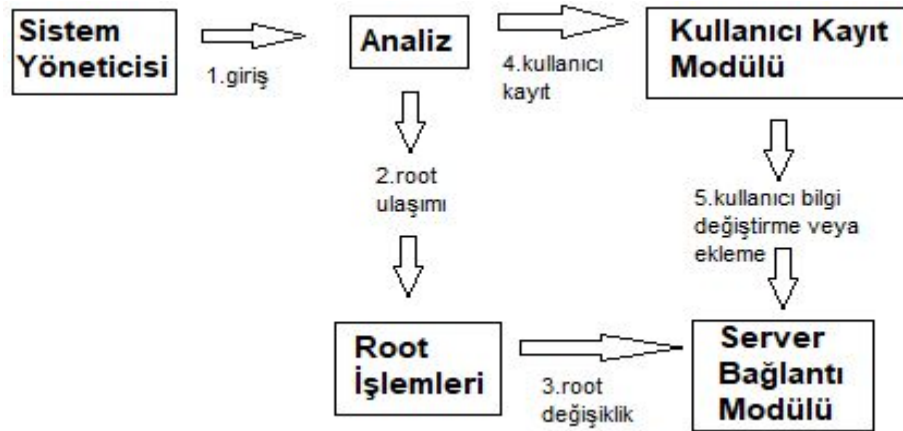 Sistem
Yöneticisi
1.giriş
Analiz
4.kullanıcı
kayıt
Kullanıcı Kayıt
Modülü
2.root
ulaşımı
5.kullanıcı bilgi
değiştirme veya
ekleme
Root
İşlemleri
3.root
değişiklik
Server
Bağlantı
Modülü